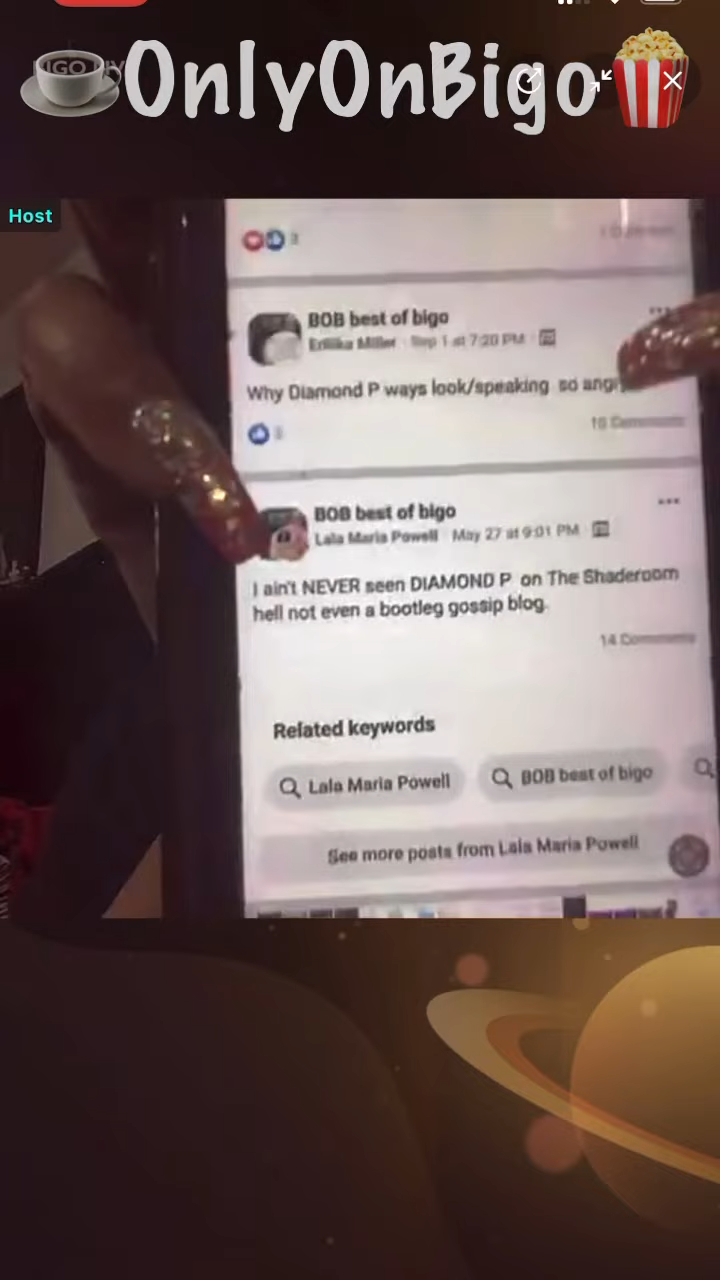 OnlyOnBigo
Host
BOB best of bigo
Erillka Miller · Sep 1 at 7:20 PM
Why Diamond P ways look/speaking so angry
10 Comments
BOB best of bigo
Lala Maria Powell · May 27 at 9:01 PM
I ain't NEVER seen DIAMOND P on The Shaderoom
hell not even a bootleg gossip blog.
14 Comments
Related keywords
Lala Maria Powell
BOB best of bigo
See more posts from Lala Maria Powell